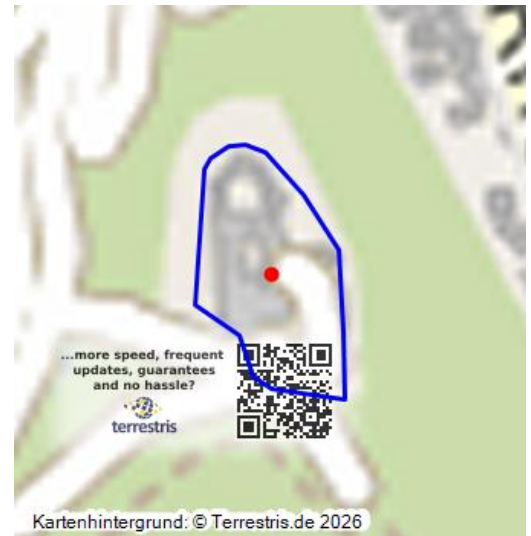 ...more speed, frequent
updates, guarantees
and no hassle?
terrestris
Kartenhintergrund: © Terrestris.de 2026